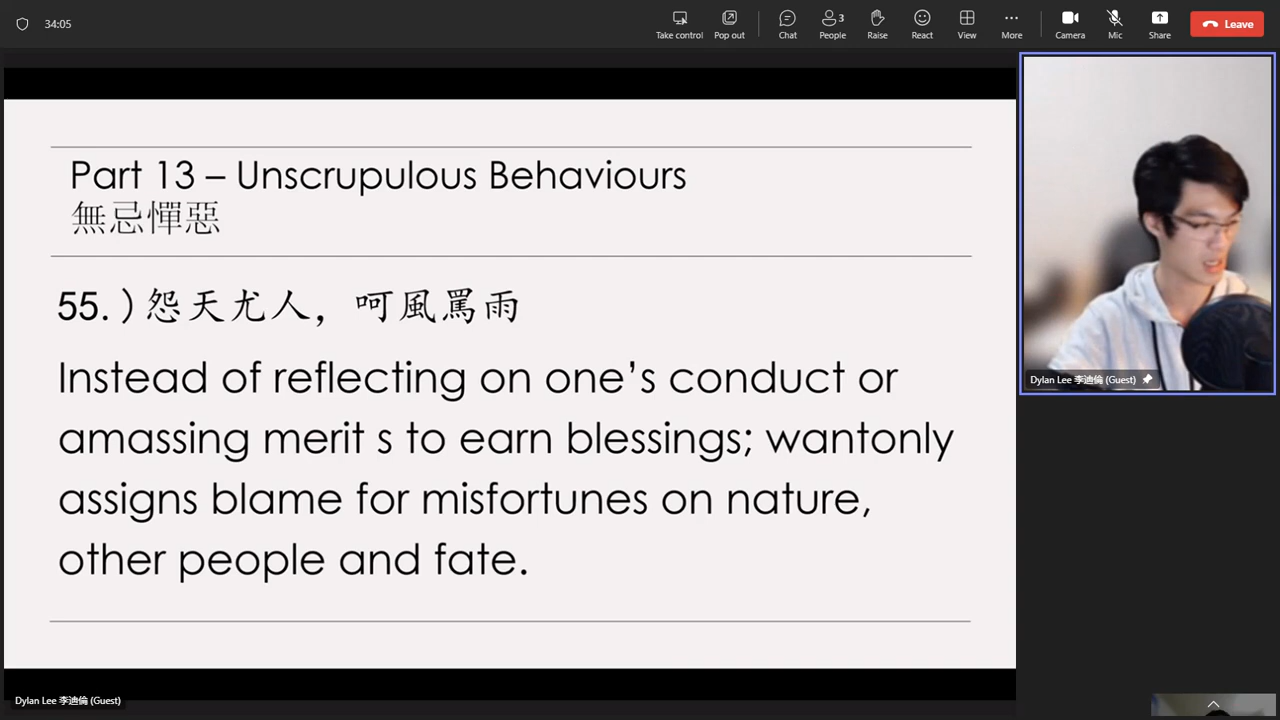 34:05
Take control
Pop out
Chat
3
People
Raise
React
View
More
Camera
Mic
Share
Leave
Part 13 – Unscrupulous Behaviours
無忌憚惡
55. ) 怨天尤人，呵風罵雨
Instead of reflecting on one’s conduct or
amassing merit s to earn blessings; wantonly
assigns blame for misfortunes on nature,
other people and fate.
Dylan Lee 李迪倫 (Guest)
Dylan Lee 李迪倫 (Guest)